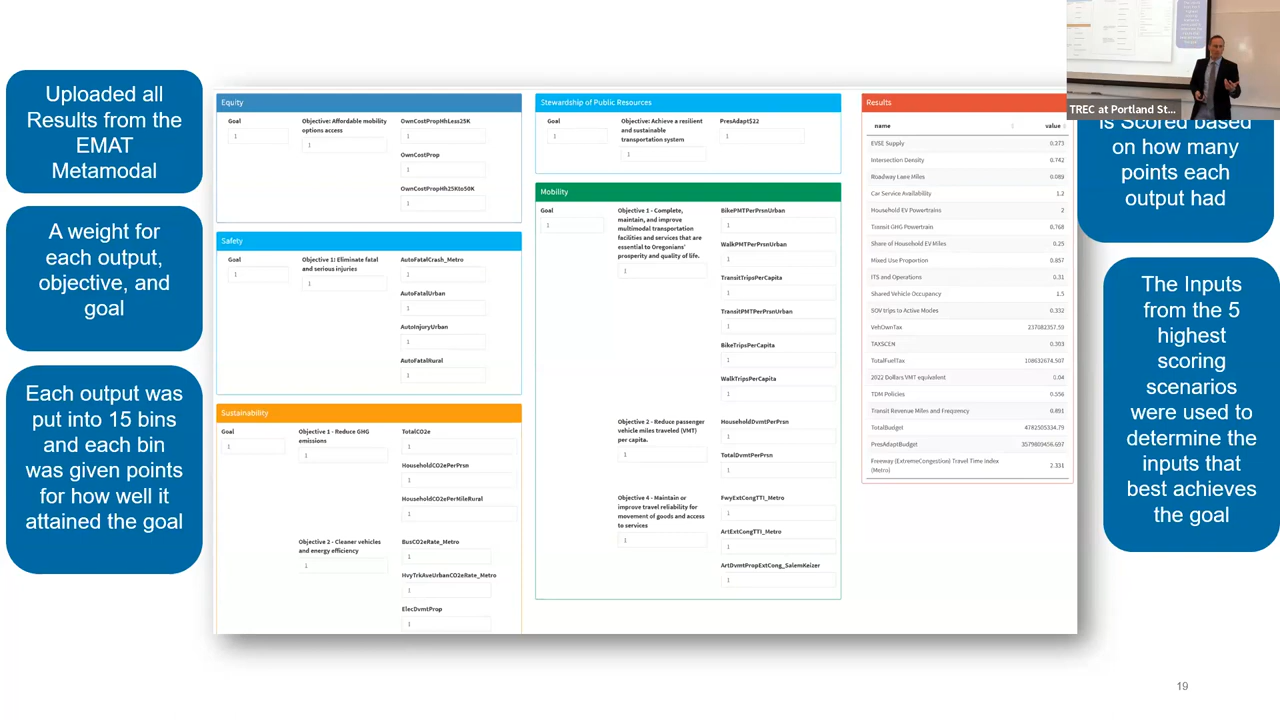 Uploaded all
Results from the
EMAT
Metamodal
A weight for
each output,
objective, and
goal
Each output was
put into 15 bins
and each bin
was given points
for how well it
attained the goal
Equity
Goal
1
Objective: Affordable mobility
options access
1
OwnCostPropHhLess25K
1
OwnCostProp
1
OwnCostPropHh25Kto50K
1
Safety
Goal
1
Objective 1: Eliminate fatal
and serious injuries
1
AutoFatalCrash_Metro
1
AutoFatalUrban
1
AutoInjuryUrban
1
AutoFatalRural
1
Sustainability
Goal
1
Objective 1 - Reduce GHG
emissions
1
TotalCO2e
1
HouseholdCO2ePerPrsn
1
HouseholdCO2ePerMileRural
1
Objective 2 - Cleaner vehicles
and energy efficiency
1
BusCO2eRate_Metro
1
HvyTrkAveUrbanCO2eRate_Metro
1
ElecDvmtProp
1
Stewardship of Public Resources
Goal
1
Objective: Achieve a resilient
and sustainable
transportation system
1
PresAdapt$22
1
Mobility
Goal
1
Objective 1 - Complete,
maintain, and improve
multimodal transportation
facilities and services that are
essential to Oregonians'
prosperity and quality of life.
1
BikePMTPerPrsnUrban
1
WalkPMTPerPrsnUrban
1
TransitTripsPerCapita
1
TransitPMTPerPrsnUrban
1
BikeTripsPerCapita
1
WalkTripsPerCapita
1
Objective 2 - Reduce passenger
vehicle miles traveled (VMT)
per capita.
1
HouseholdDvmtPerPrsn
1
TotalDvmtPerPrsn
1
Objective 4 - Maintain or
improve travel reliability for
movement of goods and access
to services
1
FwyExtCongTTI_Metro
1
ArtExtCongTTI_Metro
1
ArtDvmtPropExtCong_SalemKeizer
1
Results
name value
EVSE Supply 0.373
Intersection Density 0.742
Roadway Lane Miles 0.089
Car Service Availability 1.2
Household EV Powertrains 2
Transit GHG Powertrain 0.768
Share of Household EV Miles 0.25
Mixed Use Proportion 0.857
ITS and Operations 0.31
Shared Vehicle Occupancy 1.5
SOV trips to Active Modes 0.332
VehOwnTax 237082357.59
TAXSCEN 0.303
TotalFuelTax 108632674.507
2022 Dollars VMT equivalent 0.04
TDM Policies 0.556
Transit Revenue Miles and Frequency 0.891
TotalBudget 4782505334.79
PresAdaptBudget 3579809456.697
Freeway (ExtremeCongestion) Travel Time Index
(Metro) 2.331
TREC at Portland St...
is Scored based
on how many
points each
output had
The Inputs
from the 5
highest
scoring
scenarios
were used to
determine the
inputs that
best achieves
the goal
19